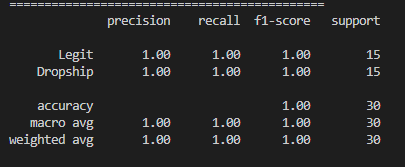 =============================================
precision recall f1-score support
Legit 1.00 1.00 1.00 15
Dropship 1.00 1.00 1.00 15
accuracy 1.00 30
macro avg 1.00 1.00 1.00 30
weighted avg 1.00 1.00 1.00 30